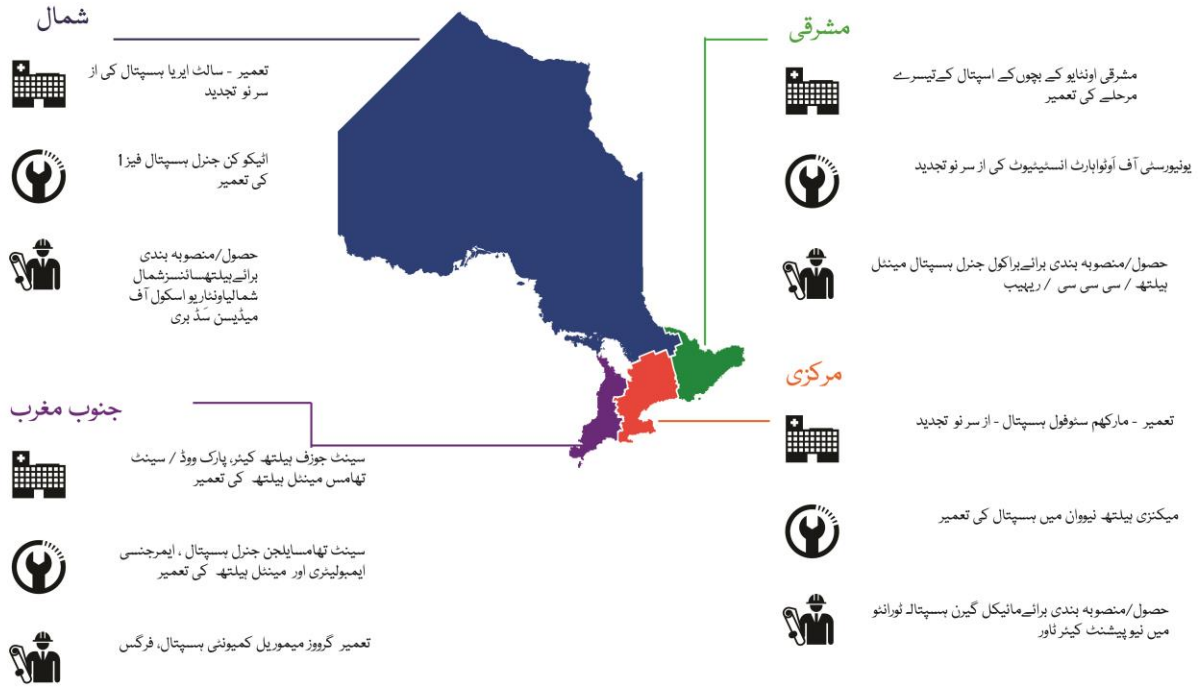 شمال
تعمیر - سالٹ ایریا ہسپتال کی از
سر نو تجدید
اٹیکو کن جنرل ہسپتال فیز 1
کی تعمیر
حصول/منصوبہ بندی
برائےہیلتھسائنسزشمال
شمالیاونٹاریو اسکول آف
میڈیسن سَڈ بری
جنوب مغرب
سینٹ جوزف ہیلتھ کیئر، پارک ووڈ / سینٹ
تھامس مینٹل ہیلتھ کی تعمیر
سینٹ تھامسایلجن جنرل ہسپتال ، ایمرجنسی
ایمبولیٹری اور مینٹل ہیلتھ کی تعمیر
تعمیر گرووز میموریل کمیونٹی ہسپتال، فرگس
مشرقی
مشرقی اونٹایو کے بچوں کے اسپتال کےتیسرے
مرحلے کی تعمیر
یونیورسٹی آف اَوٹواہارٹ انسٹیٹیوٹ کی از سر نو تجدید
حصول/منصوبہ بندی برائےبراکول جنرل ہسپتال مینٹل
ہیلتھ / سی سی سی / ریہیب
مرکزی
تعمیر - مارکھم سٹوفول ہسپتال - از سر نو تجدید
میکنزی ہیلتھ نیووان میں ہسپتال کی تعمیر
حصول/منصوبہ بندی برائےمائیکل گیرن ہسپتالـ ٹورانٹو
میں نیو پیشنٹ کیئر ٹاور